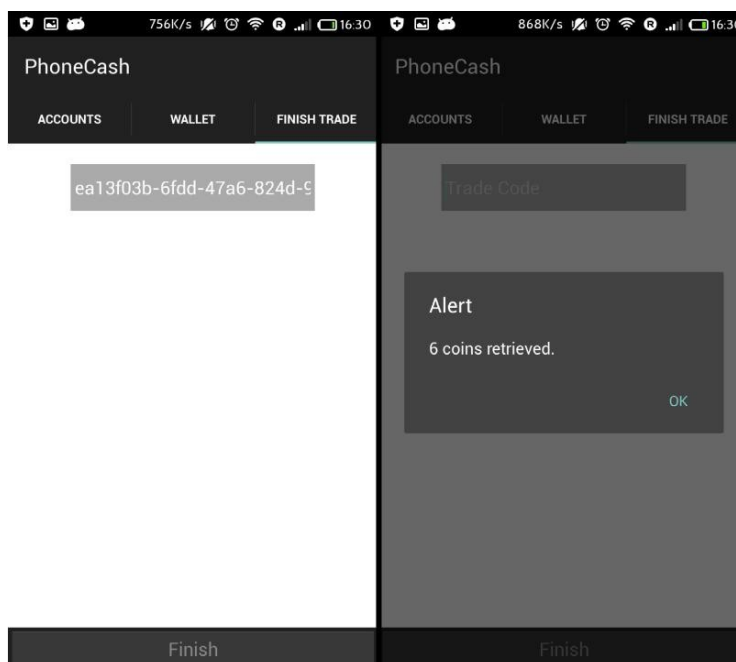 756K/s 16:30
PhoneCash
ACCOUNTS WALLET FINISH TRADE
ea13f03b-6fdd-47a6-824d-
Finish
868K/s 16:30
PhoneCash
ACCOUNTS WALLET FINISH TRADE
Trade Code
Alert
6 coins retrieved.
OK
Finish